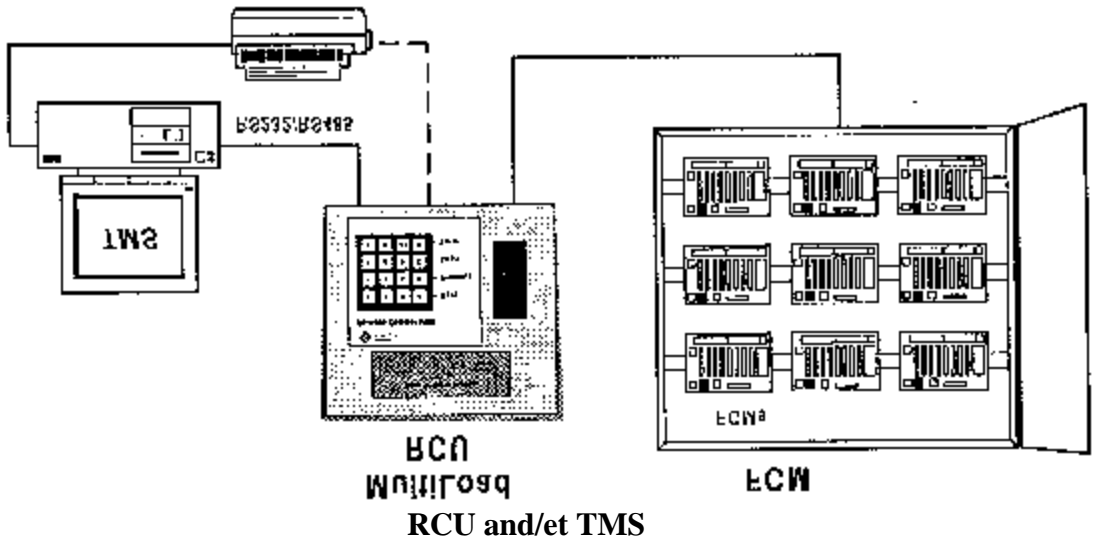 RS232/RS485
TMS
FCMs
RCU
MultiLoad
FCM
RCU and/et TMS